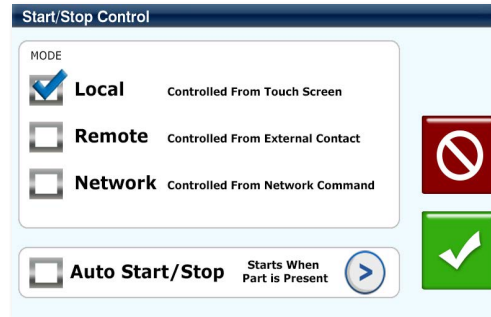 Start/Stop Control
MODE
Local Controlled From Touch Screen
Remote Controlled From External Contact
Network Controlled From Network Command
Auto Start/Stop Starts When
Part is Present